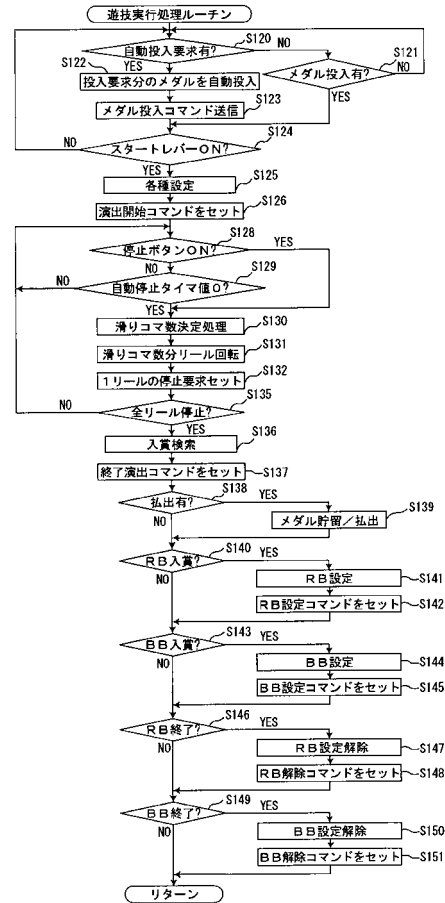 遊技実行処理ルーチン
自動投入要求有?
S120
NO
YES
S121
メダル投入有?
NO
YES
S122
投入要求分のメダルを自動投入
S123
メダル投入コマンド送信
S124
スタートレバーON?
NO
YES
S125
各種設定
S126
演出開始コマンドをセット
S128
停止ボタンON?
YES
NO
S129
自動停止タイマ値0?
NO
YES
滑りコマ数決定処理
S130
滑りコマ数分リール回転
S131
1リールの停止要求セット
S132
S135
全リール停止?
NO
YES
入賞検索
S136
終了演出コマンドをセット
S137
S138
払出有?
YES
NO
メダル貯留/払出
S139
S140
RB入賞?
YES
NO
RB設定
S141
RB設定コマンドをセット
S142
S143
BB入賞?
YES
NO
BB設定
S144
BB設定コマンドをセット
S145
S146
RB終了?
YES
NO
RB設定解除
S147
RB解除コマンドをセット
S148
S149
BB終了?
YES
NO
BB設定解除
S150
BB解除コマンドをセット
S151
リターン